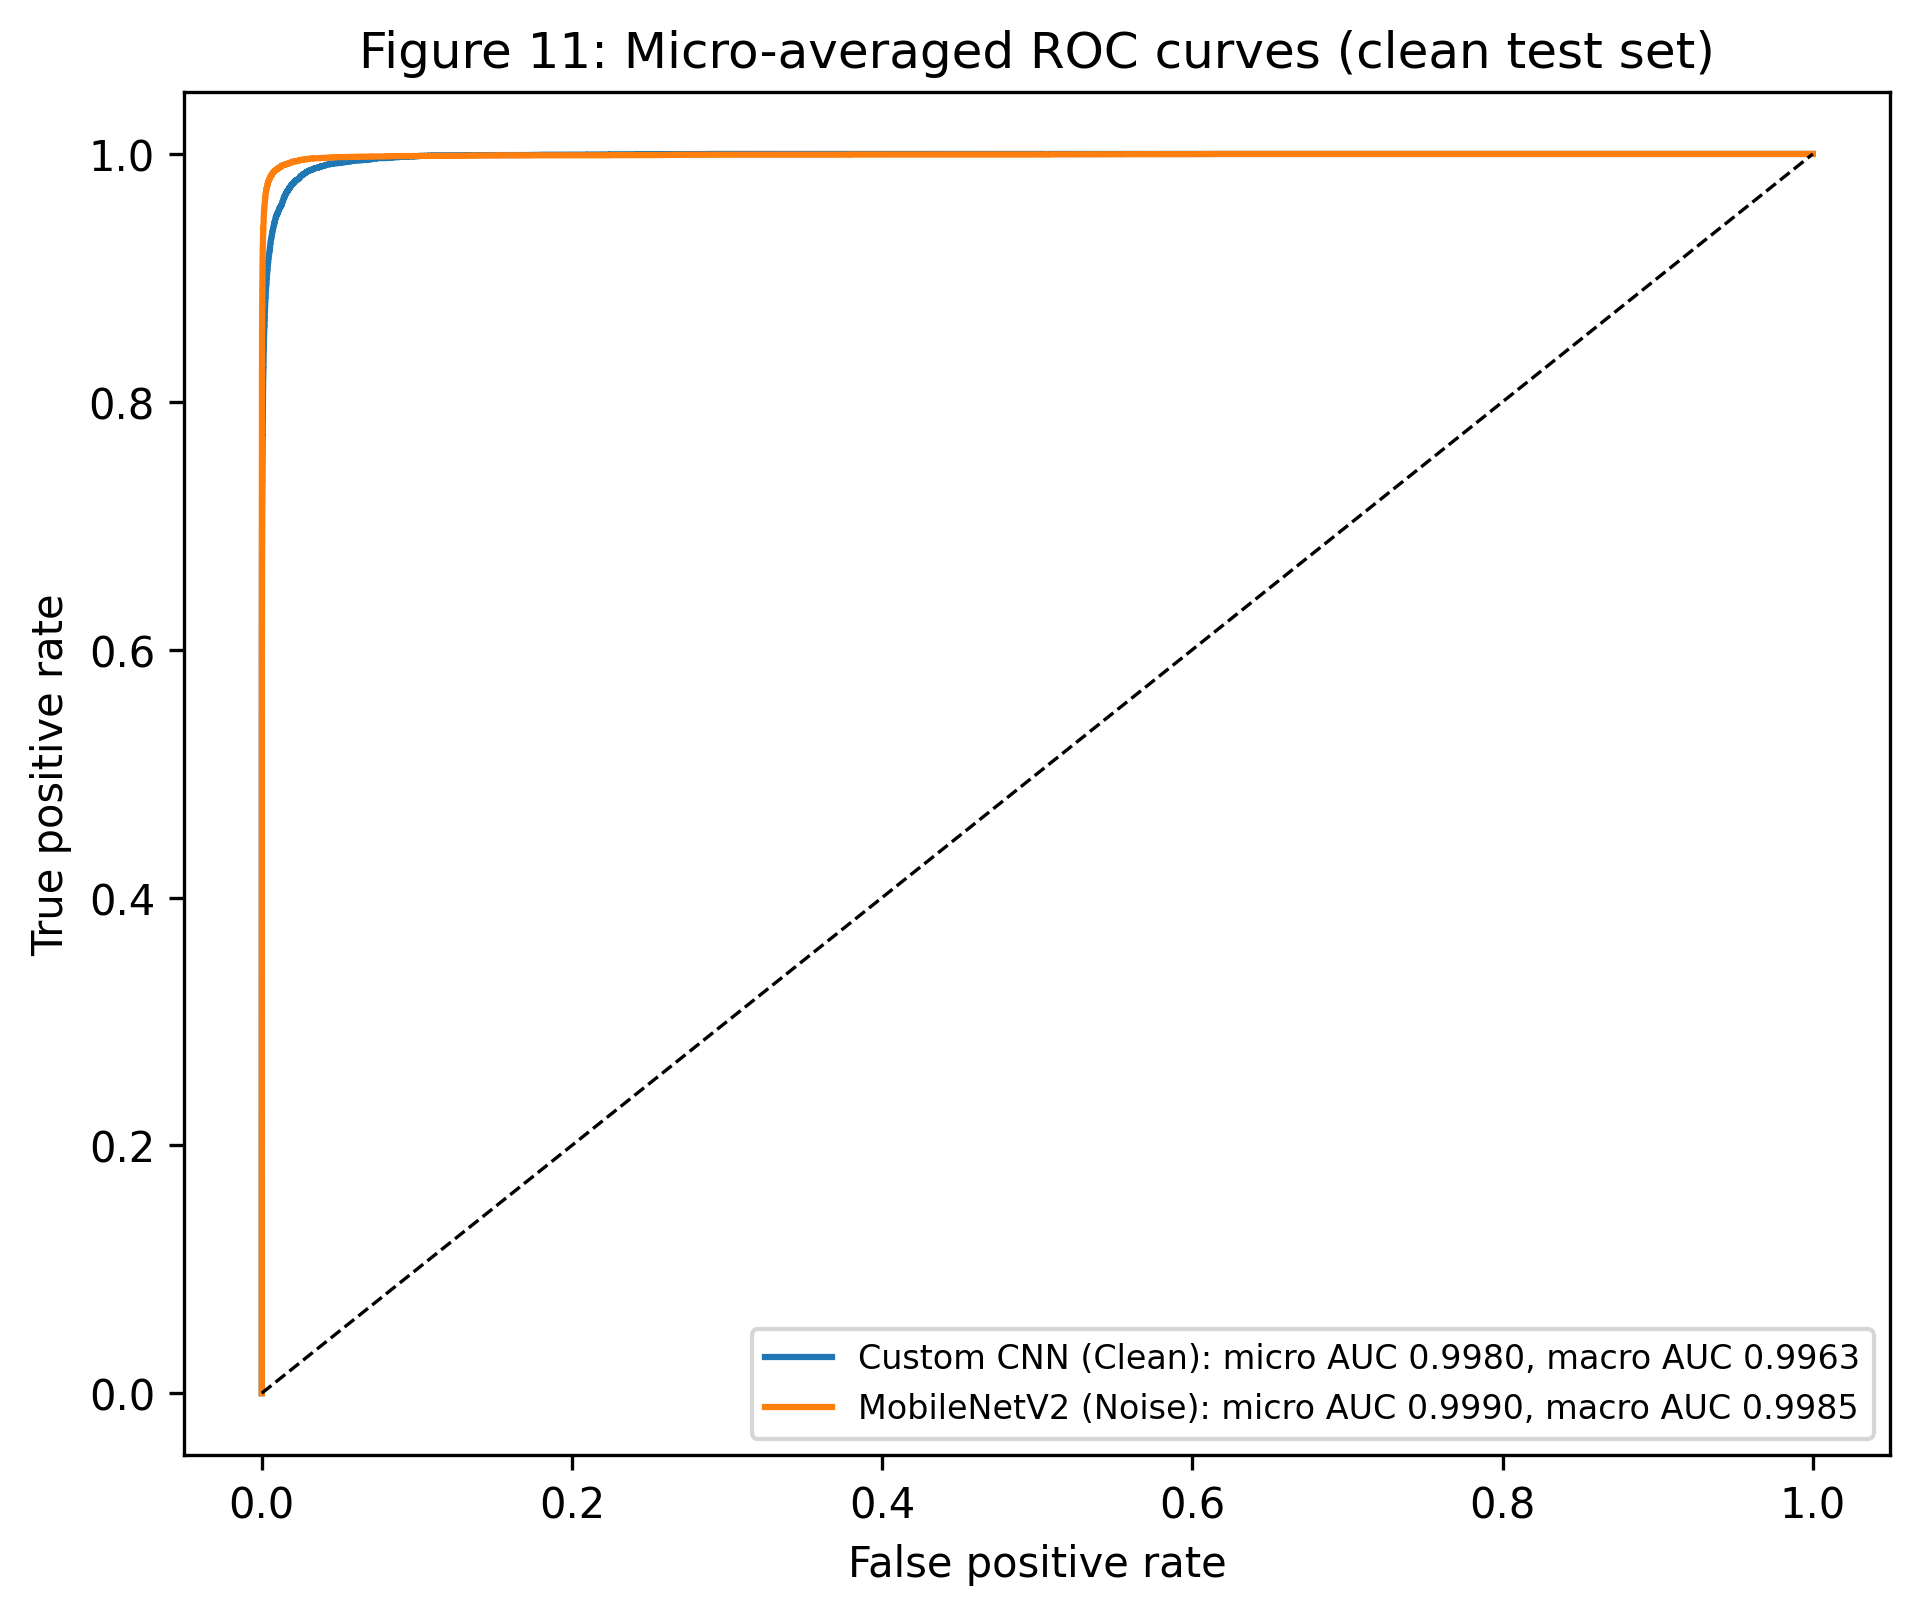 Figure 11: Micro-averaged ROC curves (clean test set)
True positive rate
1.0
0.8
0.6
0.4
0.2
0.0
Custom CNN (Clean): micro AUC 0.9980, macro AUC 0.9963
MobileNetV2 (Noise): micro AUC 0.9990, macro AUC 0.9985
0.0 0.2 0.4 0.6 0.8 1.0
False positive rate